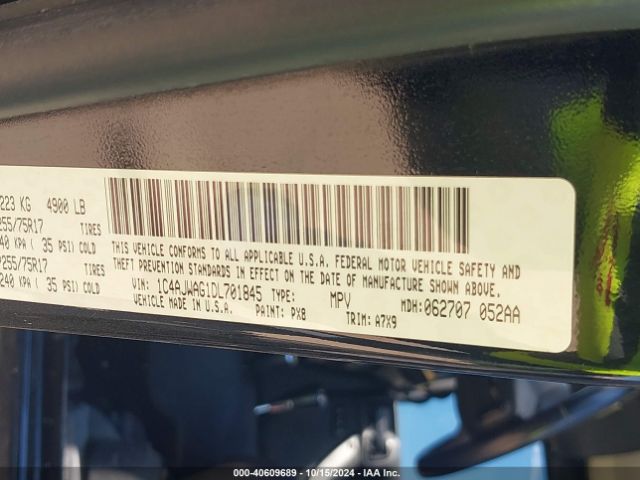 223 KG 4900 LB
255/75R17 TIRES
240 KPA ( 35 PSI) COLD
P255/75R17 TIRES
240 KPA ( 35 PSI) COLD
THIS VEHICLE CONFORMS TO ALL APPLICABLE U.S.A. FEDERAL MOTOR VEHICLE SAFETY AND
THEFT PREVENTION STANDARDS IN EFFECT ON THE DATE OF MANUFACTURE SHOWN ABOVE.
VIN: 1C4AJWAG1DL701845 TYPE: MPV MDH: 062707 052AA
VEHICLE MADE IN U.S.A. PAINT: PX8 TRIM: A7X9
000-40609689 | 10/15/2024 | IAA Inc.